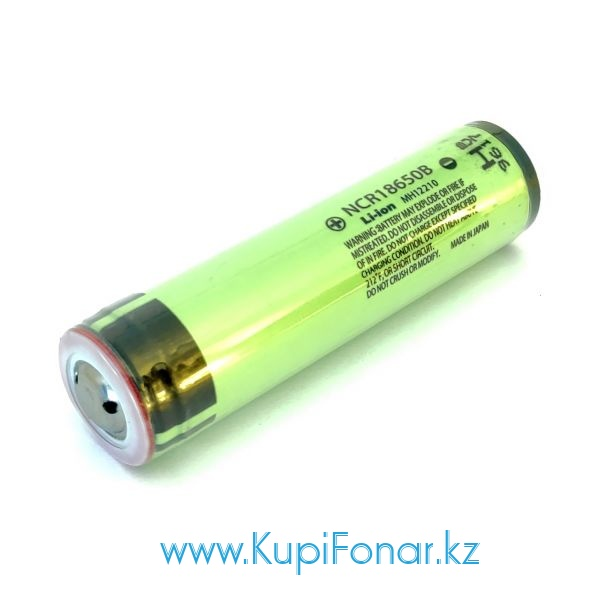 ⊕ NCR18650B ⊖
Li-ion MH12210
WARNING: BATTERY MAY EXPLODE OR FIRE IF
MISTREATED. DO NOT DISASSEMBLE OR DISPOSE
OF IN FIRE. DO NOT CHARGE EXCEPT SPECIFIED
CHARGING CONDITION. DO NOT HEAT ABOVE
212°F, OR SHORT CIRCUIT.
DO NOT CRUSH OR MODIFY.
MADE IN JAPAN
www.KupiFonar.kz